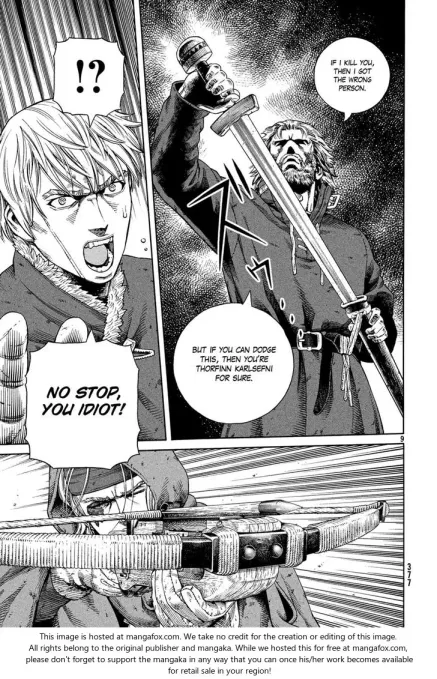 IF I KILL YOU,
THEN I GOT
THE WRONG
PERSON.
!?
BUT IF YOU CAN DODGE
THIS, THEN YOU'RE
THORFINN KARLSEFNI
FOR SURE.
NO STOP,
YOU IDIOT!
9
377
This image is hosted at mangafox.com. We take no credit for the creation or editing of this image.
All rights belong to the original publisher and mangaka. While we hosted this for free at mangafox.com,
please don't forget to support the mangaka in any way that you can once his/her work becomes available
for retail sale in your region!